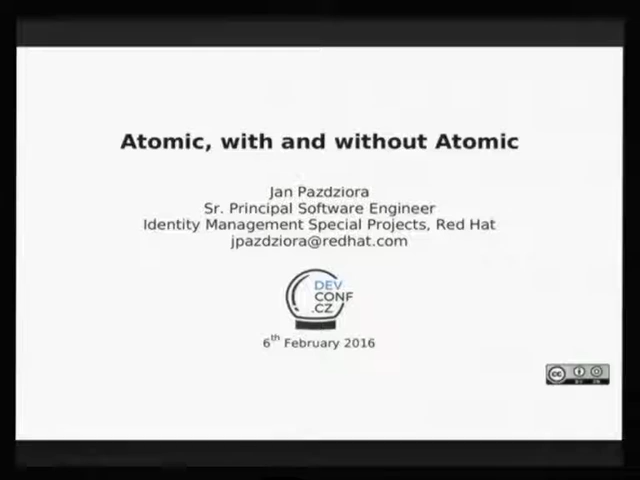 Atomic, with and without Atomic
Jan Pazdziora
Sr. Principal Software Engineer
Identity Management Special Projects, Red Hat
jpazdziora@redhat.com
DEV
CONF
.CZ
6th February 2016
cc